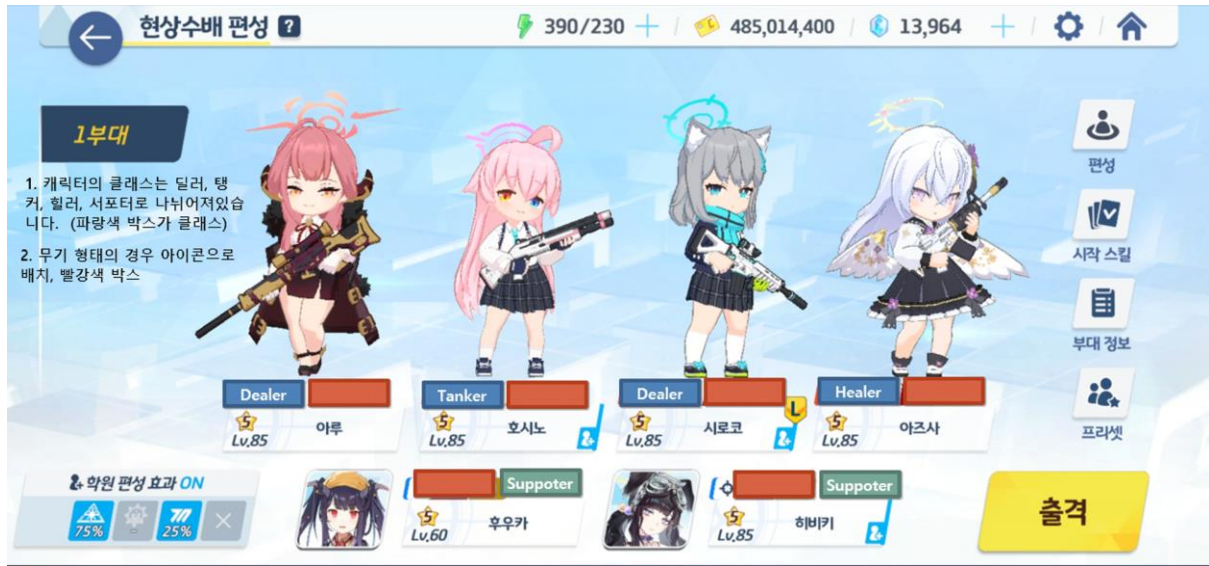 현상수배 편성 ?
390/230
485,014,400
13,964
1부대
1. 캐릭터의 클래스는 딜러, 탱
커, 힐러, 서포터로 나뉘어져있습
니다. (파랑색 박스가 클래스)
2. 무기 형태의 경우 아이콘으로
배치, 빨강색 박스
편성
시작 스킬
부대 정보
프리셋
Dealer
5
Lv.85
아루
Tanker
5
Lv.85
호시노
Dealer
L
5
Lv.85
시로코
Healer
5
Lv.85
아즈사
학원 편성 효과 ON
75%
25%
Suppoter
5
Lv.60
후우카
Suppoter
5
Lv.85
히비키
출격